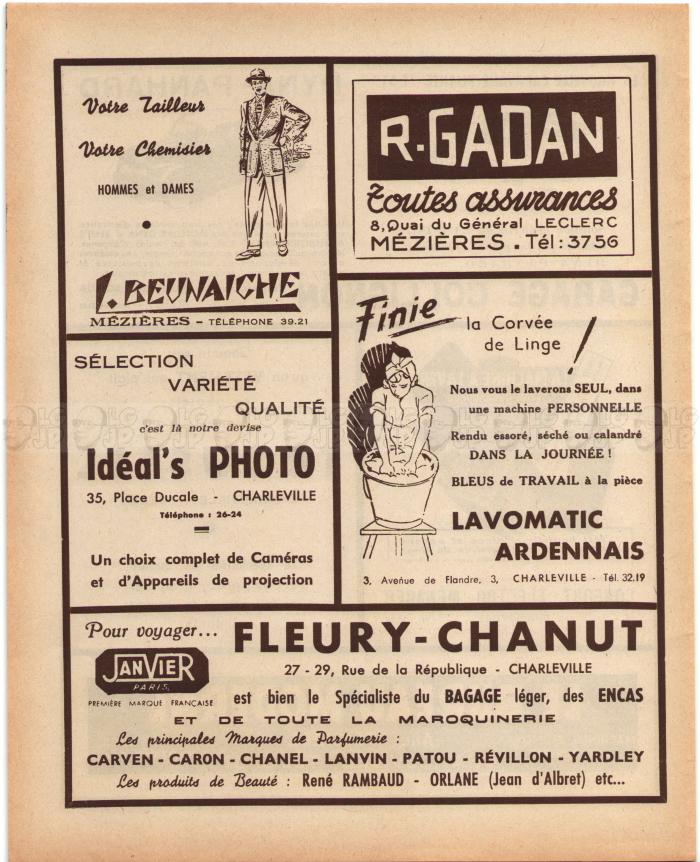 Votre Tailleur
Votre Chemisier
HOMMES et DAMES
BEUNAICHE
MÉZIÈRES - TÉLÉPHONE 39.21
R-GADAN
Toutes assurances
8, Quai du Général LECLERC
MÉZIÈRES . Tél: 3756
SÉLECTION
VARIÉTÉ
QUALITÉ
c'est là notre devise
Idéal's PHOTO
35, Place Ducale - CHARLEVILLE
Téléphone : 26-24
Un choix complet de Caméras
et d'Appareils de projection
Finie
la Corvée
de Linge !
Nous vous le laverons SEUL, dans
une machine PERSONNELLE
Rendu essoré, séché ou calandré
DANS LA JOURNÉE !
BLEUS de TRAVAIL à la pièce
LAVOMATIC
ARDENNAIS
3, Avenue de Flandre, 3, CHARLEVILLE - Tél. 32.19
Pour voyager...
FLEURY-CHANUT
JANVIER
PARIS
PREMIÈRE MARQUE FRANÇAISE
27 - 29, Rue de la République - CHARLEVILLE
est bien le Spécialiste du BAGAGE léger, des ENCAS
ET DE TOUTE LA MAROQUINERIE
Les principales Marques de Parfumerie :
CARVEN - CARON - CHANEL - LANVIN - PATOU - RÉVILLON - YARDLEY
Les produits de Beauté : René RAMBAUD - ORLANE (Jean d'Albret) etc...